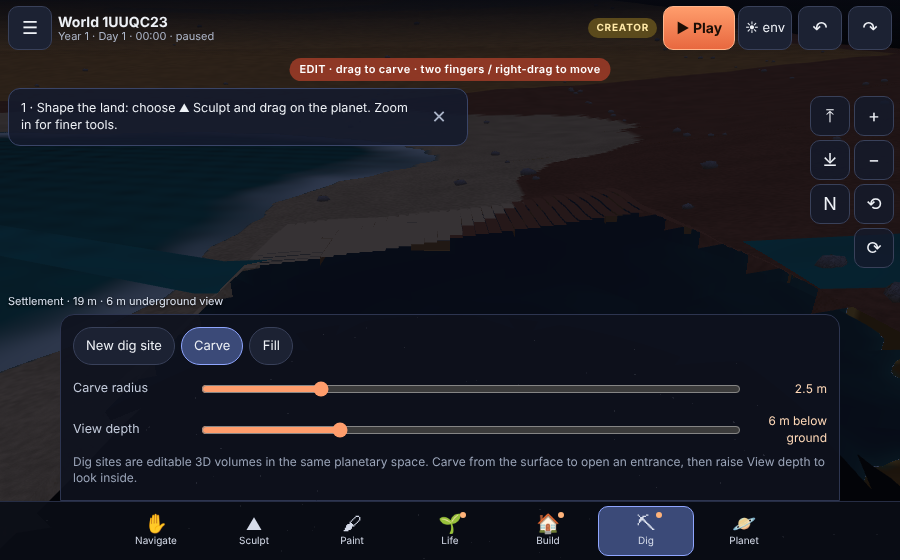 World 1UUQC23
Year 1 · Day 1 · 00:00 · paused
CREATOR
▶ Play
☀ env
EDIT · drag to carve · two fingers / right-drag to move
1 · Shape the land: choose ▲ Sculpt and drag on the planet. Zoom
in for finer tools.
N
Settlement · 19 m · 6 m underground view
New dig site
Carve
Fill
Carve radius
2.5 m
View depth
6 m below
ground
Dig sites are editable 3D volumes in the same planetary space. Carve from the surface to open an entrance, then raise View depth to
look inside.
Navigate
Sculpt
Paint
Life
Build
Dig
Planet